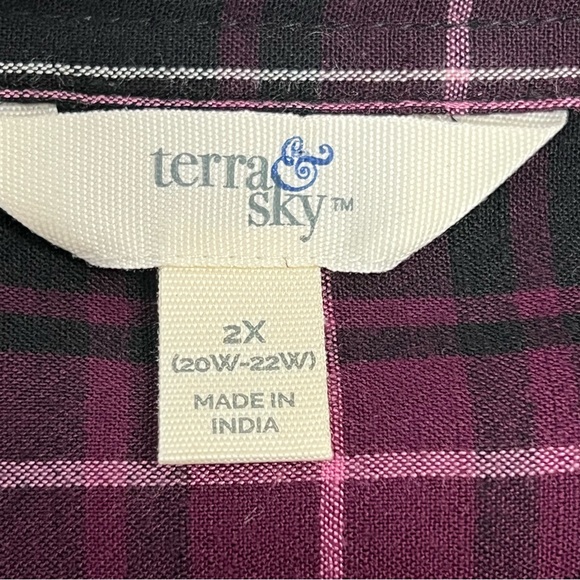 terra&
sky™
2X
(20W-22W)
MADE IN
INDIA